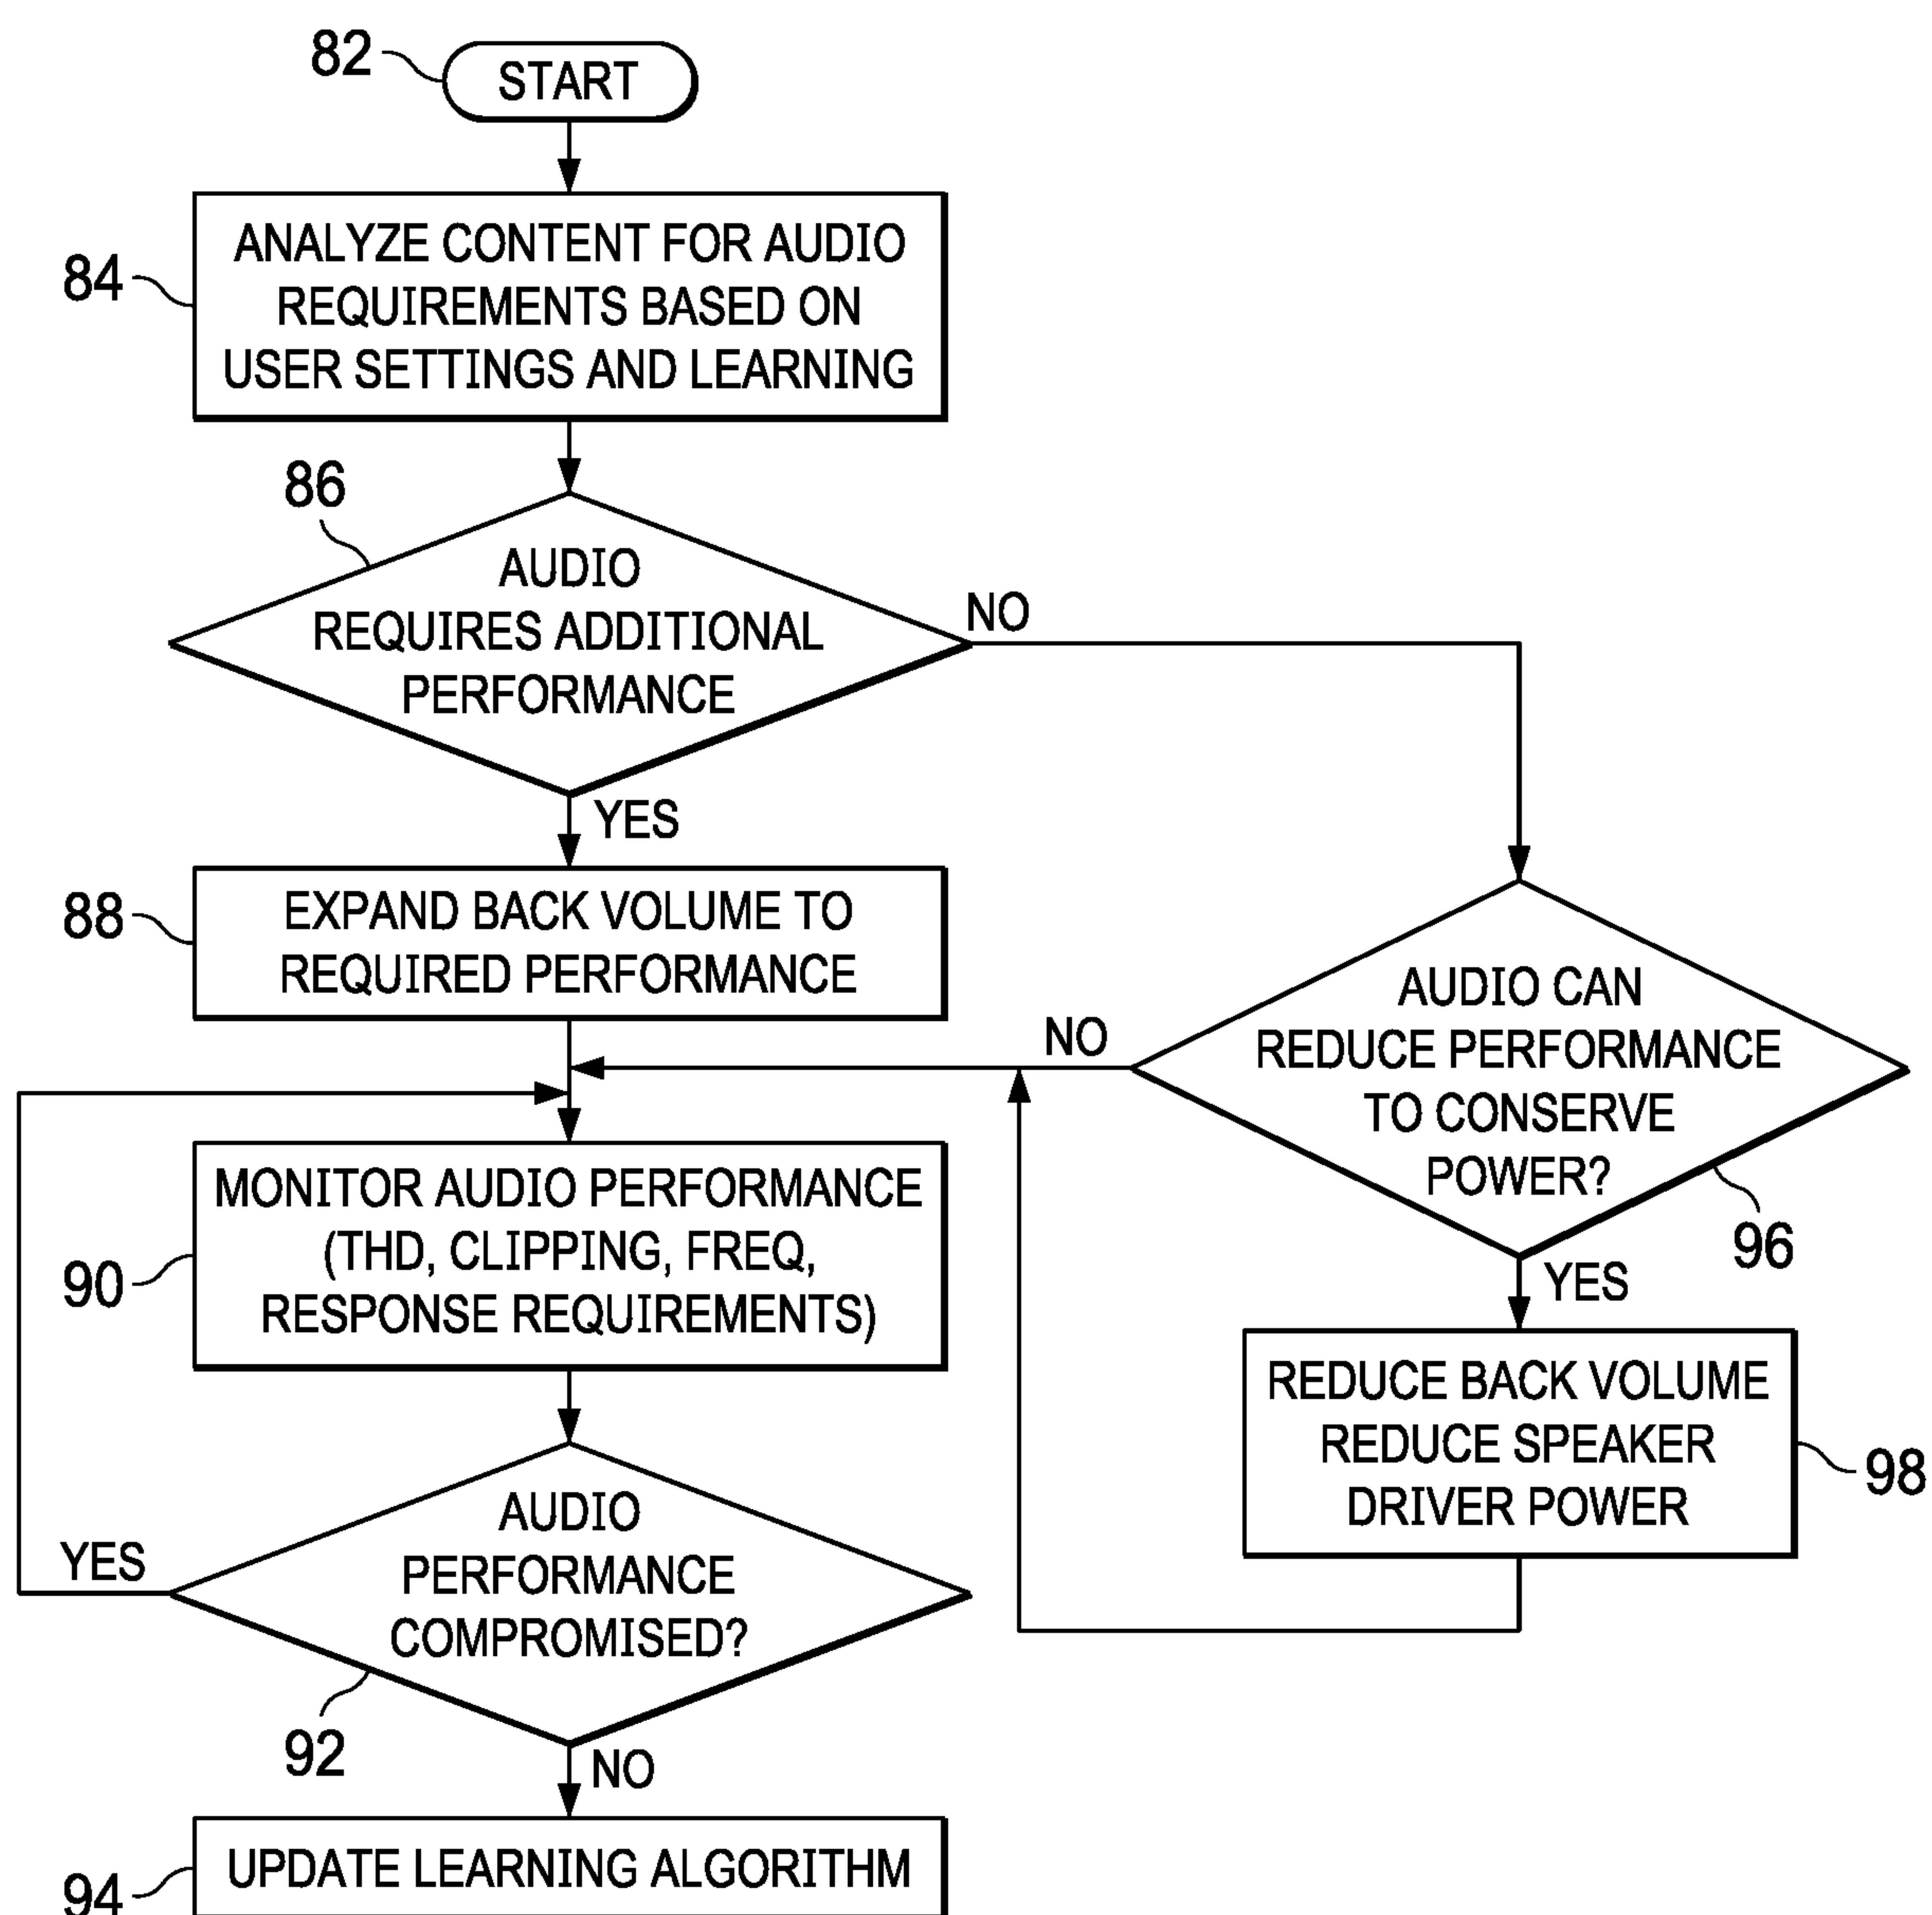 82
START
84
ANALYZE CONTENT FOR AUDIO
REQUIREMENTS BASED ON
USER SETTINGS AND LEARNING
86
AUDIO
REQUIRES ADDITIONAL
PERFORMANCE
NO
YES
88
EXPAND BACK VOLUME TO
REQUIRED PERFORMANCE
NO
AUDIO CAN
REDUCE PERFORMANCE
TO CONSERVE
POWER?
96
YES
90
MONITOR AUDIO PERFORMANCE
(THD, CLIPPING, FREQ,
RESPONSE REQUIREMENTS)
REDUCE BACK VOLUME
REDUCE SPEAKER
DRIVER POWER
98
YES
AUDIO
PERFORMANCE
COMPROMISED?
92
NO
94
UPDATE LEARNING ALGORITHM